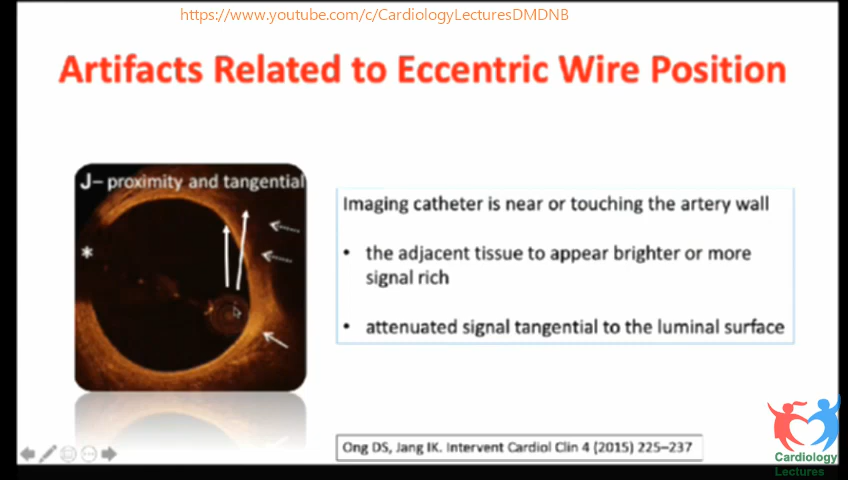 https://www.youtube.com/c/CardiologyLecturesDMDNB
Artifacts Related to Eccentric Wire Position
J– proximity and tangential
*
Imaging catheter is near or touching the artery wall
• the adjacent tissue to appear brighter or more
signal rich
• attenuated signal tangential to the luminal surface
Ong DS, Jang IK. Intervent Cardiol Clin 4 (2015) 225–237
Cardiology
Lectures